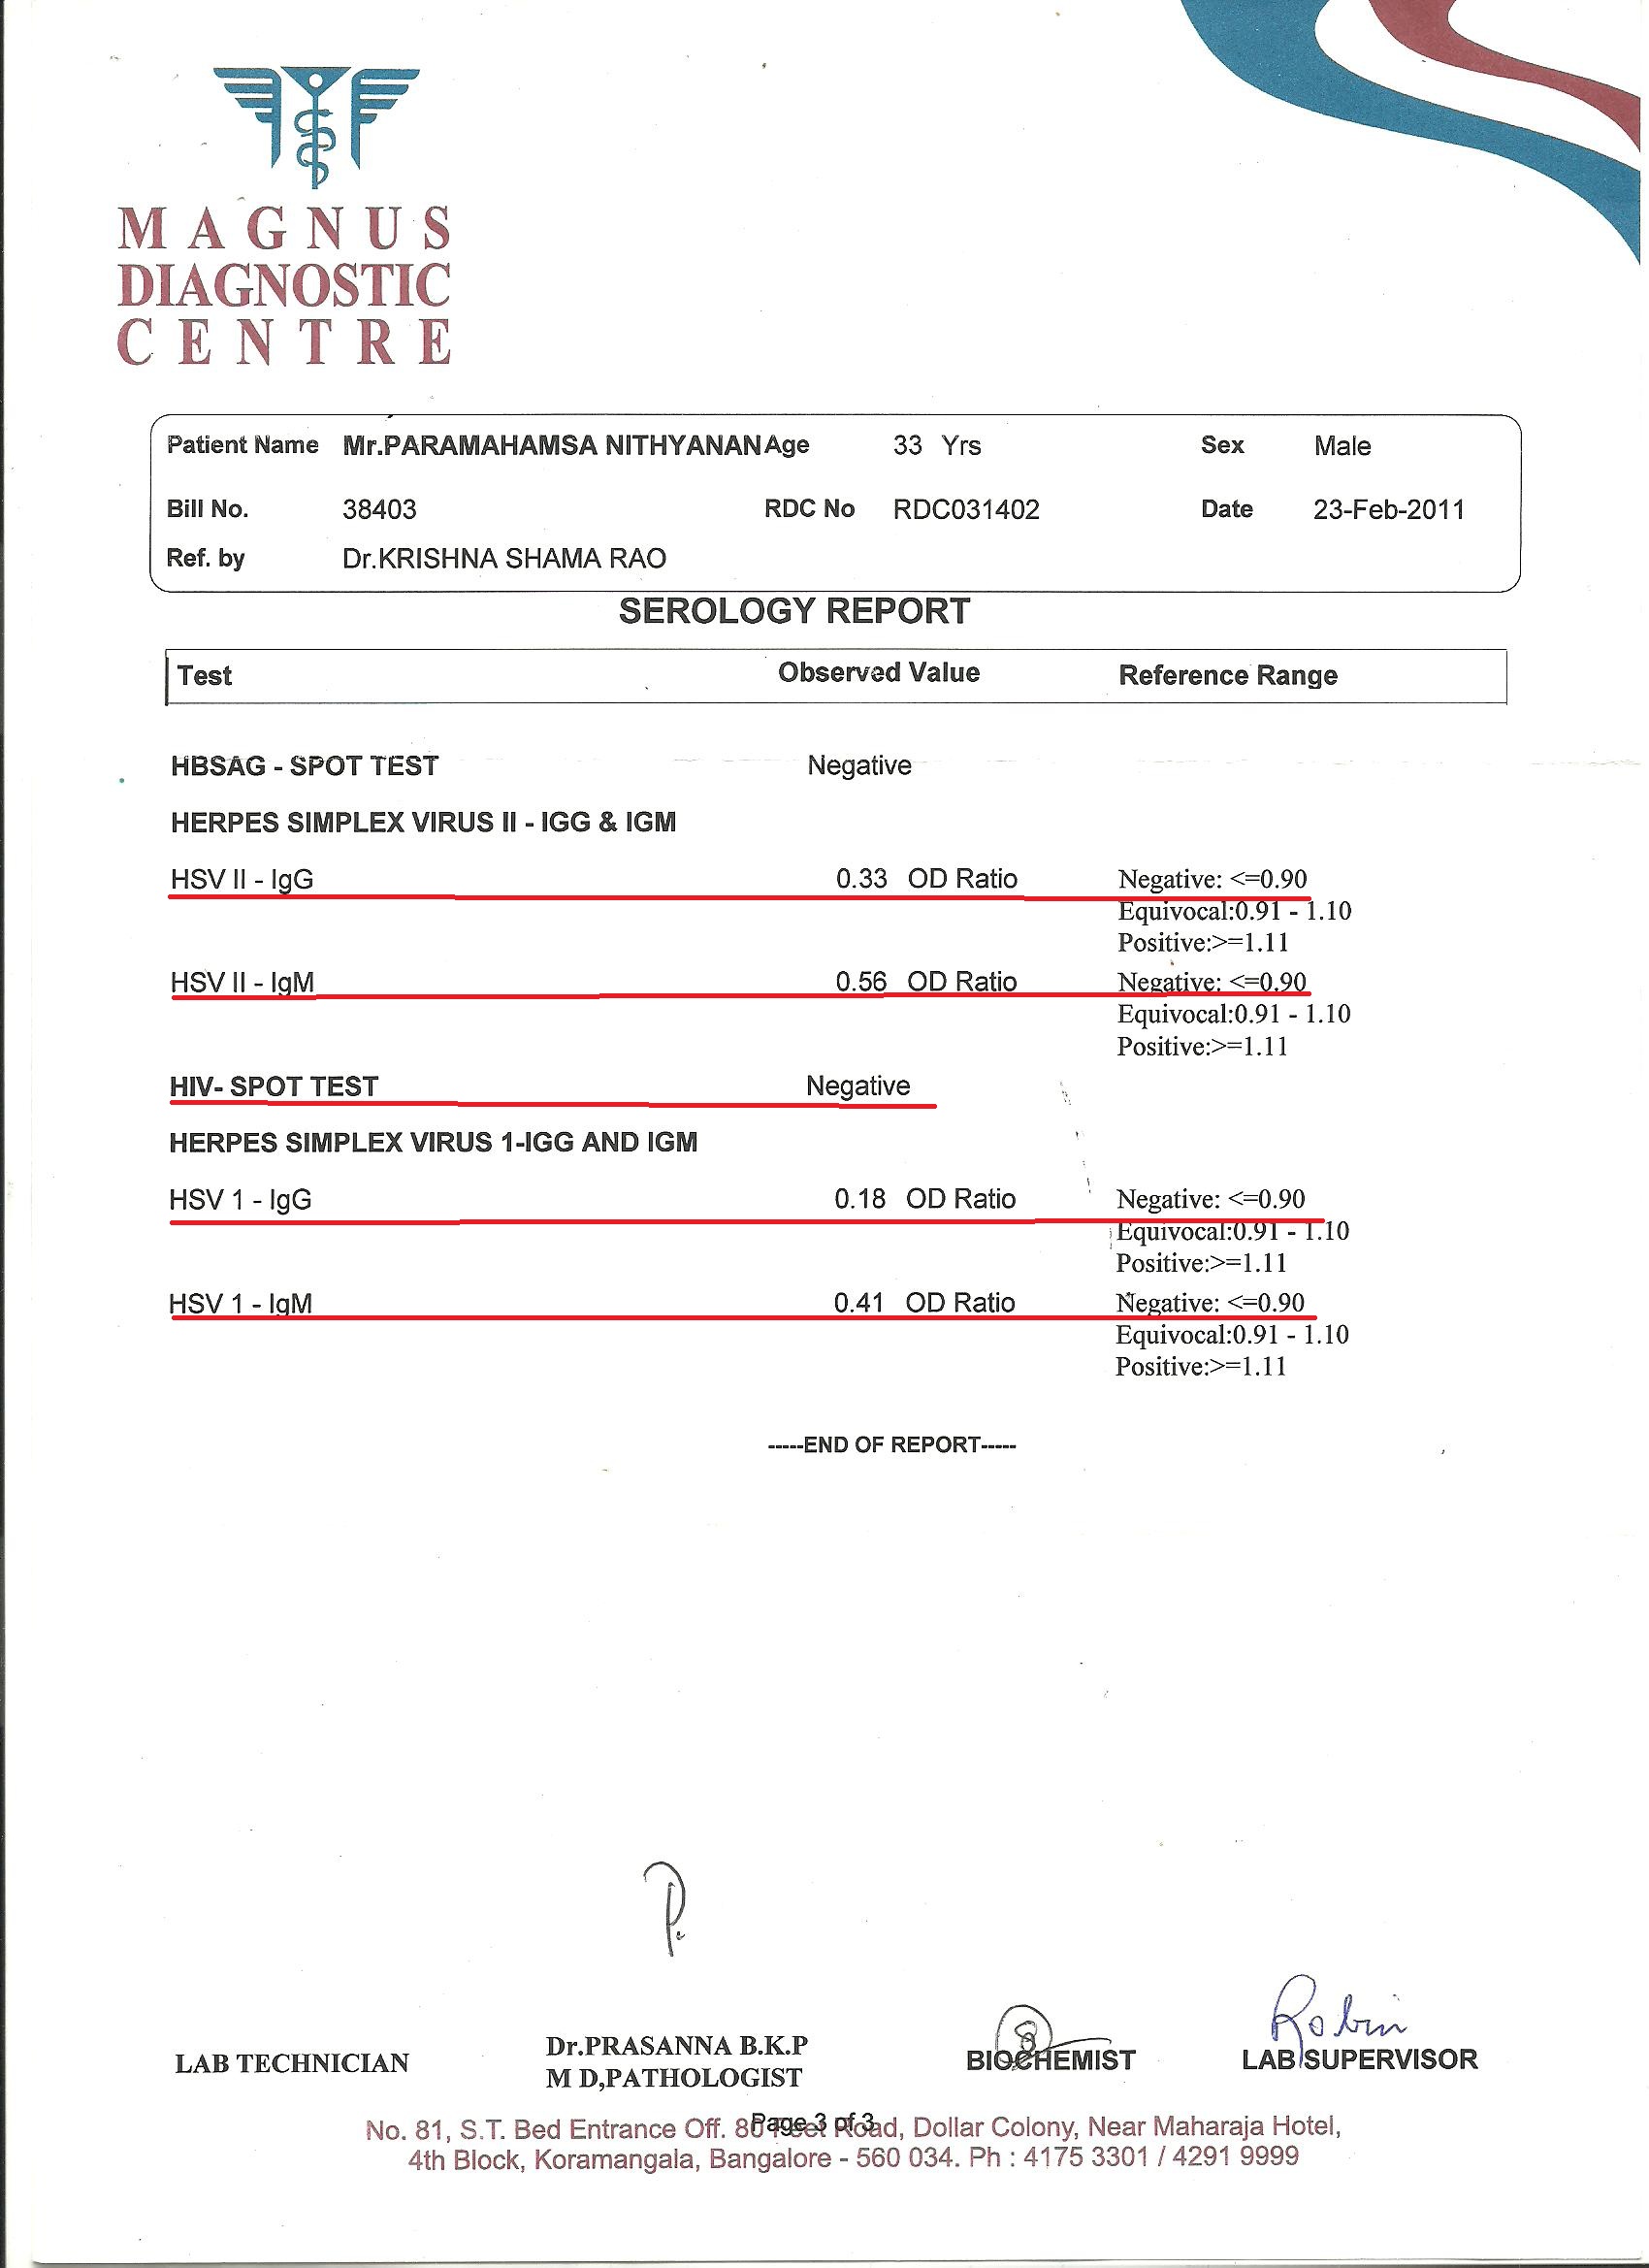 MAGNUS
DIAGNOSTIC
CENTRE
Patient Name Mr.PARAMAHAMSA NITHYANAN Age 33 Yrs Sex Male
Bill No. 38403 RDC No RDC031402 Date 23-Feb-2011
Ref. by Dr.KRISHNA SHAMA RAO
SEROLOGY REPORT
Test Observed Value Reference Range
HBSAG - SPOT TEST Negative
HERPES SIMPLEX VIRUS II - IGG & IGM
HSV II - IgG 0.33 OD Ratio Negative: <=0.90
Equivocal:0.91 - 1.10
Positive:>=1.11
HSV II - IgM 0.56 OD Ratio Negative: <=0.90
Equivocal:0.91 - 1.10
Positive:>=1.11
HIV- SPOT TEST Negative
HERPES SIMPLEX VIRUS 1-IGG AND IGM
HSV 1 - IgG 0.18 OD Ratio Negative: <=0.90
Equivocal:0.91 - 1.10
Positive:>=1.11
HSV 1 - IgM 0.41 OD Ratio Negative: <=0.90
Equivocal:0.91 - 1.10
Positive:>=1.11
-----END OF REPORT-----
Robin
LAB TECHNICIAN Dr.PRASANNA B.K.P BIOCHEMIST LAB SUPERVISOR
M D,PATHOLOGIST
Page 3 of 3
No. 81, S.T. Bed Entrance Off. 80 Feet Road, Dollar Colony, Near Maharaja Hotel,
4th Block, Koramangala, Bangalore - 560 034. Ph : 4175 3301 / 4291 9999